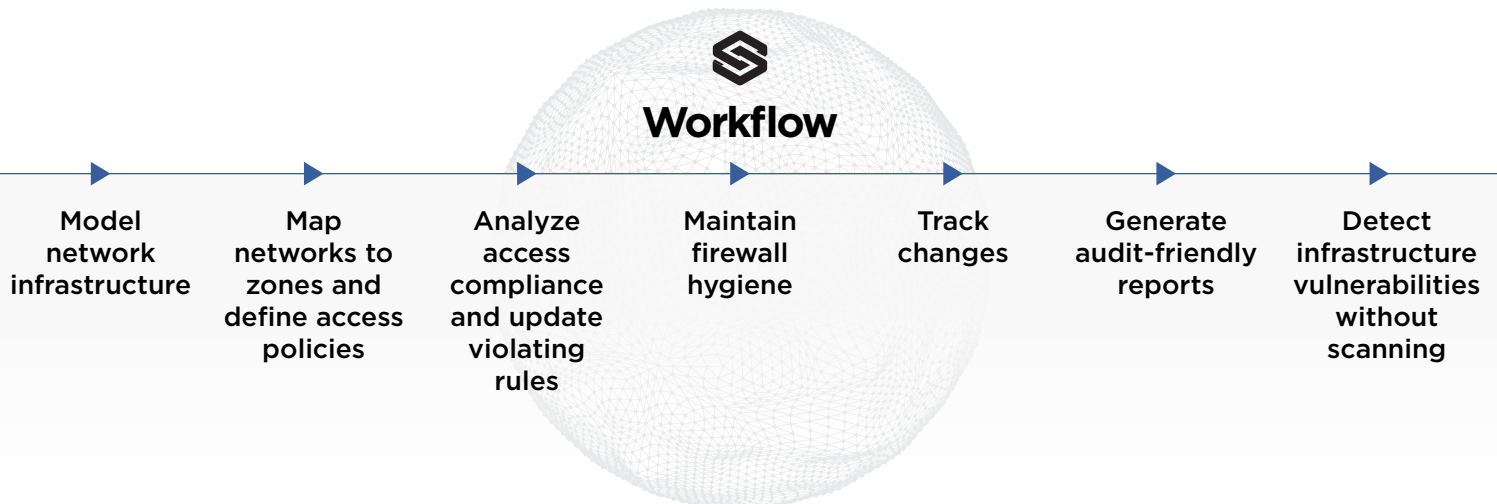 Workflow
Model
network
infrastructure
Map
networks to
zones and
define access
policies
Analyze
access
compliance
and update
violating
rules
Maintain
firewall
hygiene
Track
changes
Generate
audit-friendly
reports
Detect
infrastructure
vulnerabilities
without
scanning